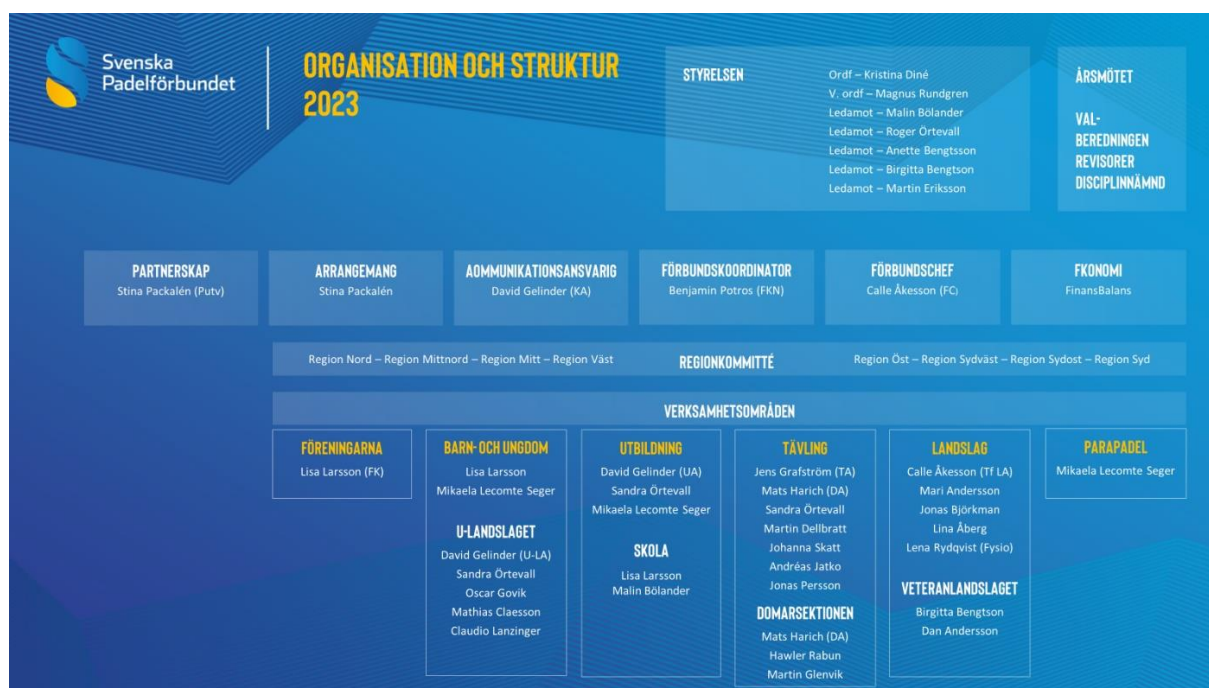 Svenska
Padelförbundet
ORGANISATION OCH STRUKTUR
2023
STYRELSEN
Ordf – Kristina Diné
V. ordf – Magnus Rundgren
Ledamot – Malin Bölander
Ledamot – Roger Örtevall
Ledamot – Anette Bengtsson
Ledamot – Birgitta Bengtson
Ledamot – Martin Eriksson
ÅRSMÖTET
VAL-
BEREDNINGEN
REVISORER
DISCIPLINNÄMND
PARTNERSKAP
Stina Packalén (Putv)
ARRANGEMANG
Stina Packalén
AOMMUNIKATIONSANSVARIG
David Gelinder (KA)
FÖRBUNDSKOORDINATOR
Benjamin Potros (FKN)
FÖRBUNDSCHEF
Calle Åkesson (FC)
FKONOMI
FinansBalans
Region Nord – Region Mittnord – Region Mitt – Region Väst
REGIONKOMMITTÉ
Region Öst – Region Sydväst – Region Sydost – Region Syd
VERKSAMHETSOMRÅDEN
FÖRENINGARNA
Lisa Larsson (FK)
BARN- OCH UNGDOM
Lisa Larsson
Mikaela Lecomte Seger
U-LANDSLAGET
David Gelinder (U-LA)
Sandra Örtevall
Oscar Govik
Mathias Claesson
Claudio Lanzinger
UTBILDNING
David Gelinder (UA)
Sandra Örtevall
Mikaela Lecomte Seger
SKOLA
Lisa Larsson
Malin Bölander
TÄVLING
Jens Grafström (TA)
Mats Harich (DA)
Sandra Örtevall
Martin Dellbratt
Johanna Skatt
Andréas Jatko
Jonas Persson
DOMARSEKTIONEN
Mats Harich (DA)
Hawler Rabun
Martin Glenvik
LANDSLAG
Calle Åkesson (Tf LA)
Mari Andersson
Jonas Björkman
Lina Åberg
Lena Rydqvist (Fysio)
VETERANLANDSLAGET
Birgitta Bengtson
Dan Andersson
PARAPADEL
Mikaela Lecomte Seger